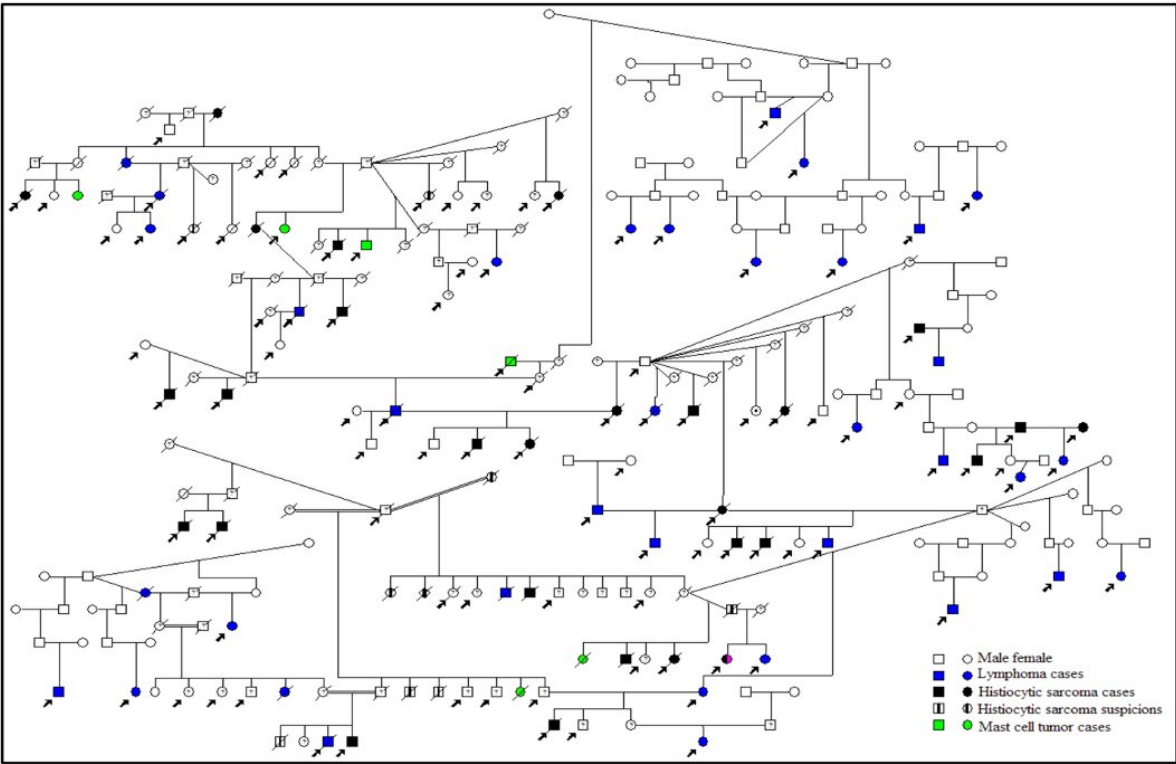 Male female
Lymphoma cases
Histiocytic sarcoma cases
Histiocytic sarcoma suspicions
Mast cell tumor cases